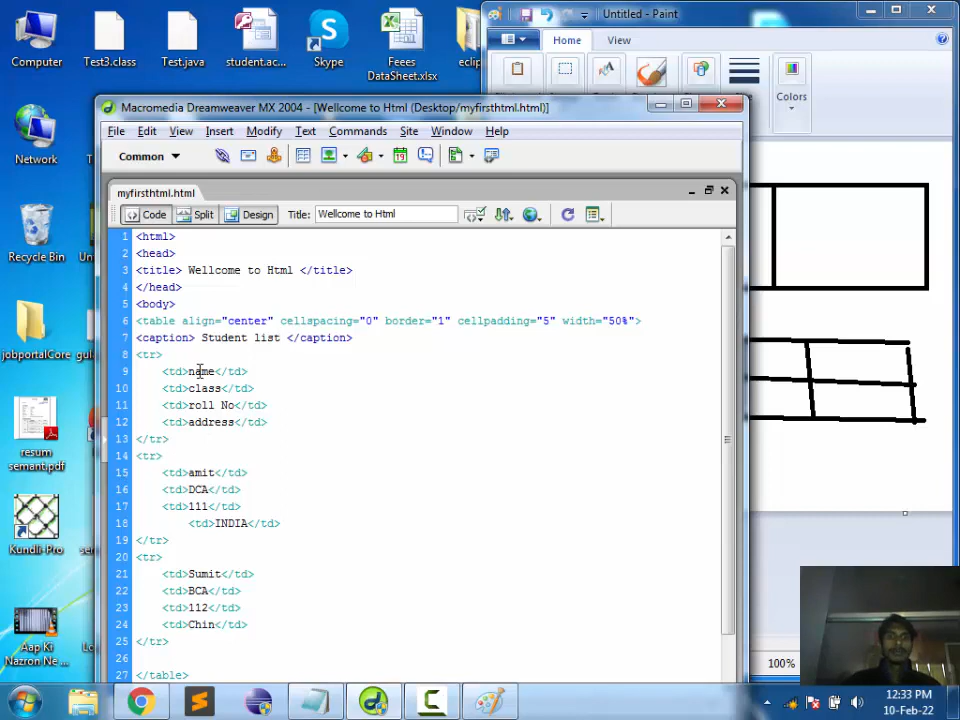 Computer
Test3.class
Test.java
student.ac...
Skype
Feees
DataSheet.xlsx
eclip
Untitled - Paint
Home
View
Colors
Network
Recycle Bin
jobportalCore
resum
semantipdf
Kundli-Pro
Aap Ki
Nazron Ne ...
Macromedia Dreamweaver MX 2004 - [Wellcome to Html (Desktop/myfirsthtml.html)]
File Edit View Insert Modify Text Commands Site Window Help
Common
myfirsthtml.html
Code Split Design Title: Wellcome to Html
1 <html>
2 <head>
3 <title> Wellcome to Html </title>
4 </head>
5 <body>
6 <table align="center" cellspacing="0" border="1" cellpadding="5" width="50%">
7 <caption> Student list </caption>
8 <tr>
9 <td>name</td>
10 <td>class</td>
11 <td>roll No</td>
12 <td>address</td>
13 </tr>
14 <tr>
15 <td>amit</td>
16 <td>DCA</td>
17 <td>111</td>
18 <td>INDIA</td>
19 </tr>
20 <tr>
21 <td>Sumit</td>
22 <td>BCA</td>
23 <td>112</td>
24 <td>Chin</td>
25 </tr>
26
27 </table>
100%
12:33 PM
10-Feb-22